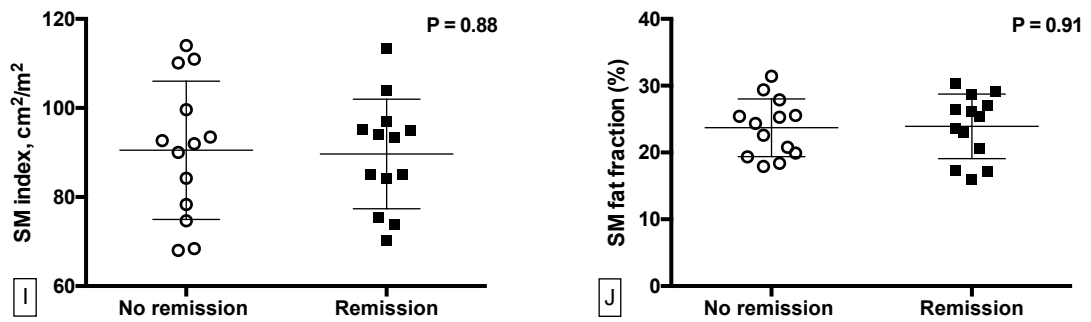 120
P = 0.88
100
80
60
SM index, cm²/m²
No remission
Remission
I
40
P = 0.91
30
20
10
0
SM fat fraction (%)
No remission
Remission
J